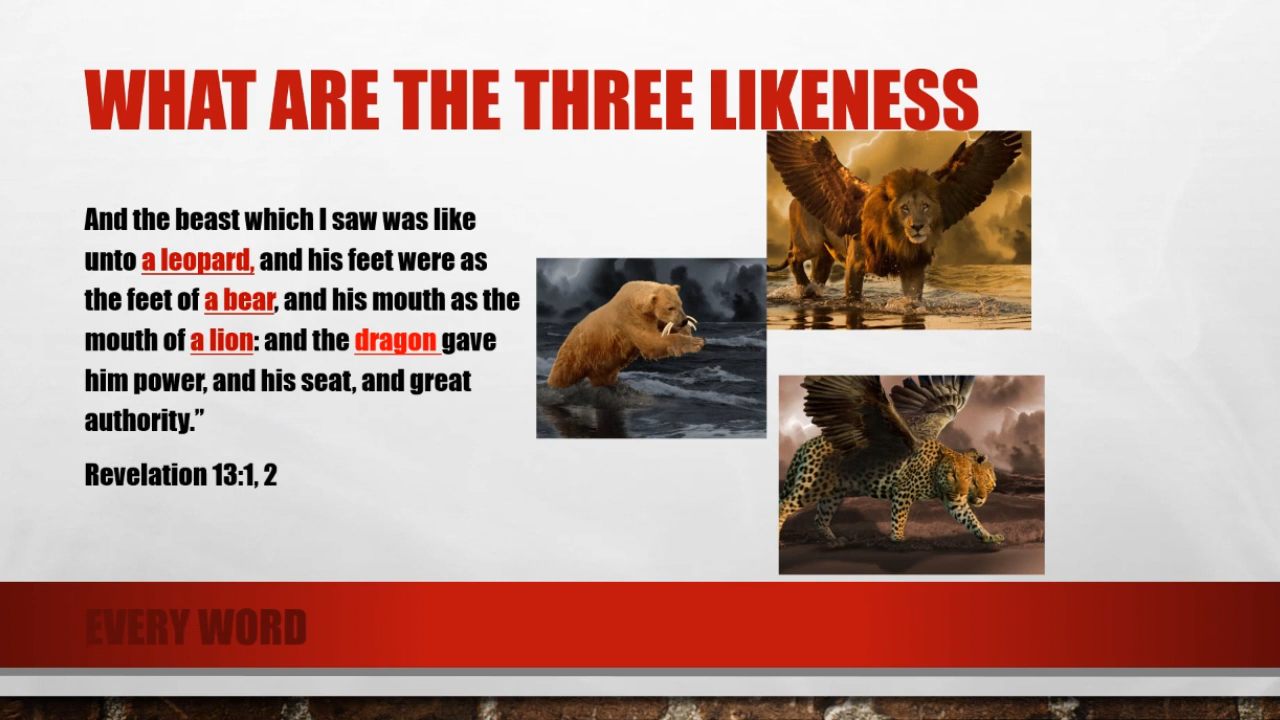 WHAT ARE THE THREE LIKENESS
And the beast which I saw was like
unto a leopard, and his feet were as
the feet of a bear, and his mouth as the
mouth of a lion: and the dragon gave
him power, and his seat, and great
authority.”
Revelation 13:1, 2
EVERY WORD